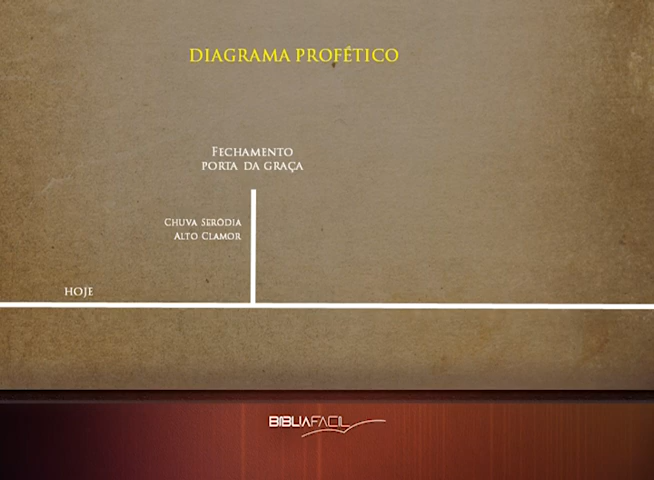 DIAGRAMA PROFÉTICO
FECHAMENTO
PORTA DA GRAÇA
CHUVA SERÔDIA
ALTO CLAMOR
HOJE
BIBLIAFACIL